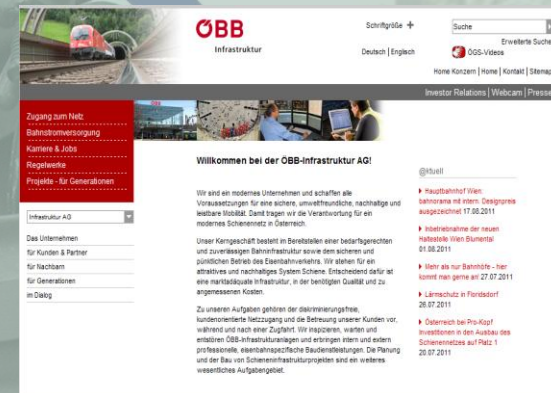 ÖBB
Infrastruktur
Schriftgröße +
Deutsch | Englisch
Suche
Erweiterte Suche
ÖGS-Videos
Home Konzern | Home | Kontakt | Sitemap
Investor Relations | Webcam | Presse
Zugang zum Netz
Bahnstromversorgung
Karriere & Jobs
Regelwerke
Projekte - für Generationen
Infrastruktur AG
Das Unternehmen
für Kunden & Partner
für Nachbarn
für Generationen
im Dialog
Willkommen bei der ÖBB-Infrastruktur AG!
Wir sind ein modernes Unternehmen und schaffen alle
Voraussetzungen für eine sichere, umweltfreundliche, nachhaltige und
leistbare Mobilität. Damit tragen wir die Verantwortung für ein
modernes Schienennetz in Österreich.
Unser Kerngeschäft besteht im Bereitstellen einer bedarfsgerechten
und zuverlässigen Bahninfrastruktur sowie dem sicheren und
pünktlichen Betrieb des Eisenbahnverkehrs. Wir stehen für ein
attraktives und nachhaltiges System Schiene. Entscheidend dafür ist
eine marktadäquate Infrastruktur, in der benötigten Qualität und zu
angemessenen Kosten.
Zu unseren Aufgaben gehören der diskriminierungsfreie,
kundenorientierte Netzzugang und die Betreuung unserer Kunden vor,
während und nach einer Zugfahrt. Wir inspizieren, warten und
entstören ÖBB-Infrastrukturanlagen und erbringen intern und extern
professionelle, eisenbahnspezifische Baudienstleistungen. Die Planung
und der Bau von Schieneninfrastrukturprojekten sind ein weiteres
wesentliches Aufgabengebiet.
@ktuell
Hauptbahnhof Wien:
bahnorama mit intern. Designpreis
ausgezeichnet 17.08.2011
Inbetriebnahme der neuen
Haltestelle Wien Blumental
01.08.2011
Mehr als nur Bahnhöfe - hier
kommt man gerne an! 27.07.2011
Lärmschutz in Floridsdorf
26.07.2011
Österreich bei Pro-Kopf
Investitionen in den Ausbau des
Schienennetzes auf Platz 1
20.07.2011